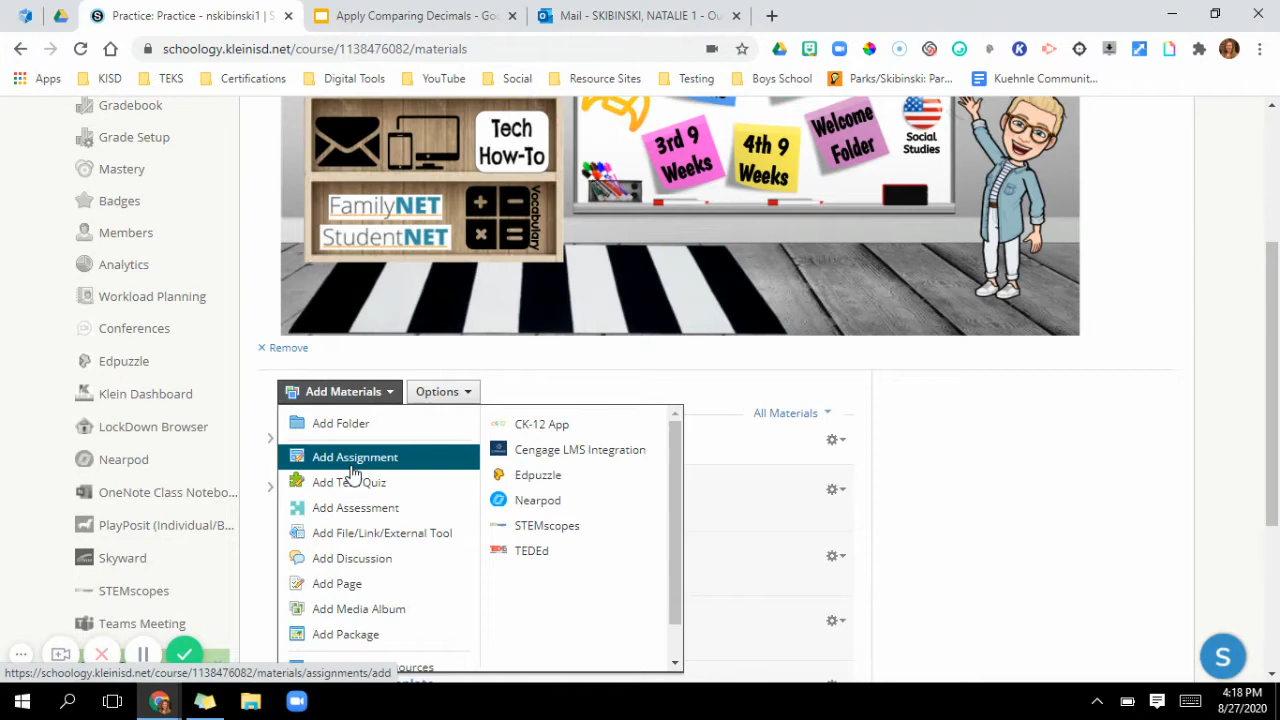 Practice: Practice - nskibinski1 | S
Apply Comparing Decimals - Goo
Mail - SKIBINSKI, NATALIE 1 - Ou
schoology.kleinisd.net/course/1138476082/materials
Apps
KISD
TEKS
Certifications
Digital Tools
YouTube
Social
Resource Sites
Testing
Boys School
Parks/Skibinski: Par...
Kuehnle Communit...
Gradebook
Grade Setup
Mastery
Badges
Members
Analytics
Workload Planning
Conferences
Edpuzzle
Klein Dashboard
LockDown Browser
Nearpod
OneNote Class Notebo...
PlayPosit (Individual/B...
Skyward
STEMscopes
Teams Meeting
Tech
How-To
FamilyNET
StudentNET
Vocabulary
3rd 9
Weeks
4th 9
Weeks
Welcome
Folder
Social
Studies
× Remove
Add Materials
Options
All Materials
Add Folder
Add Assignment
Add Test/Quiz
Add Assessment
Add File/Link/External Tool
Add Discussion
Add Page
Add Media Album
Add Package
CK-12 App
Cengage LMS Integration
Edpuzzle
Nearpod
STEMscopes
TEDEd
https://schoology.kleinisd.net/course/1138476082/materials/assignments/add
S
4:18 PM
8/27/2020